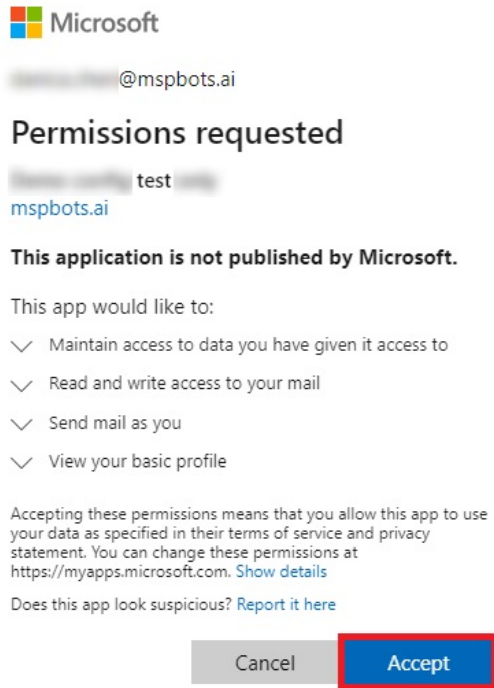 Microsoft
@mspbots.ai
Permissions requested
test
mspbots.ai
This application is not published by Microsoft.
This app would like to:
Maintain access to data you have given it access to
Read and write access to your mail
Send mail as you
View your basic profile
Accepting these permissions means that you allow this app to use
your data as specified in their terms of service and privacy
statement. You can change these permissions at
https://myapps.microsoft.com. Show details
Does this app look suspicious? Report it here
Cancel Accept